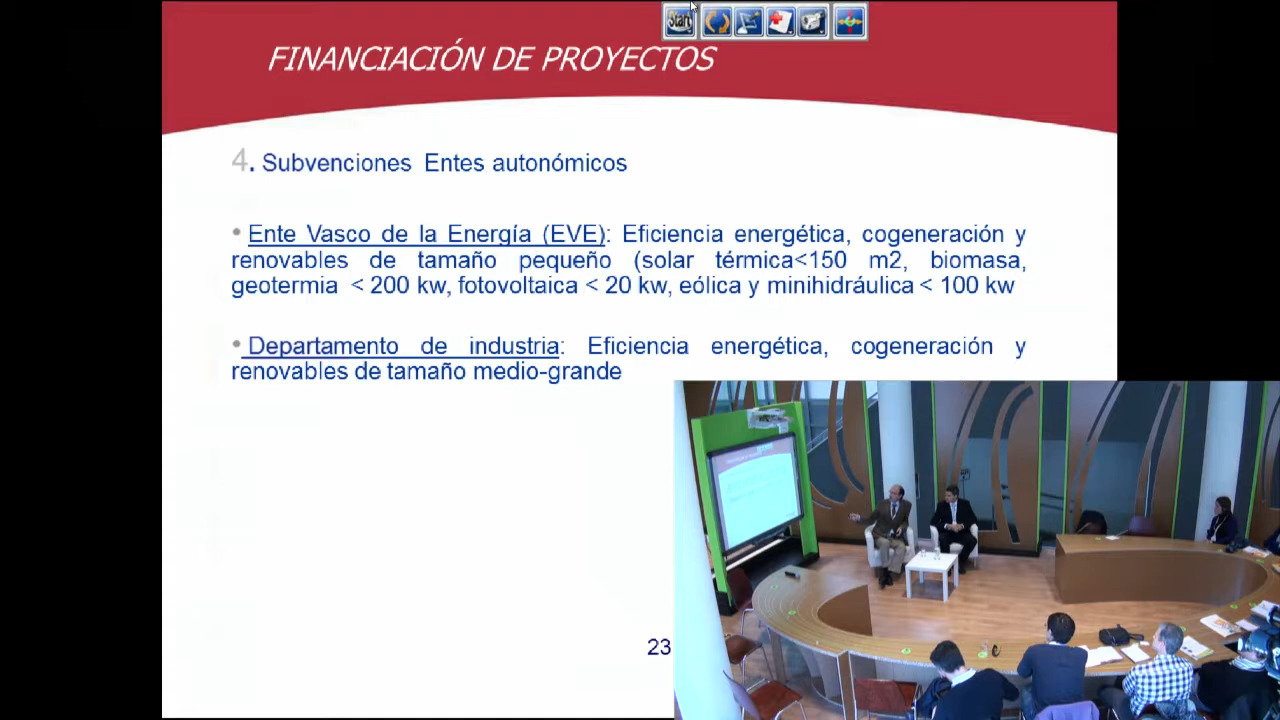 Start
FINANCIACIÓN DE PROYECTOS
4. Subvenciones Entes autonómicos
• Ente Vasco de la Energía (EVE): Eficiencia energética, cogeneración y
renovables de tamaño pequeño (solar térmica<150 m2, biomasa,
geotermia < 200 kw, fotovoltaica < 20 kw, eólica y minihidráulica < 100 kw
• Departamento de industria: Eficiencia energética, cogeneración y
renovables de tamaño medio-grande
23